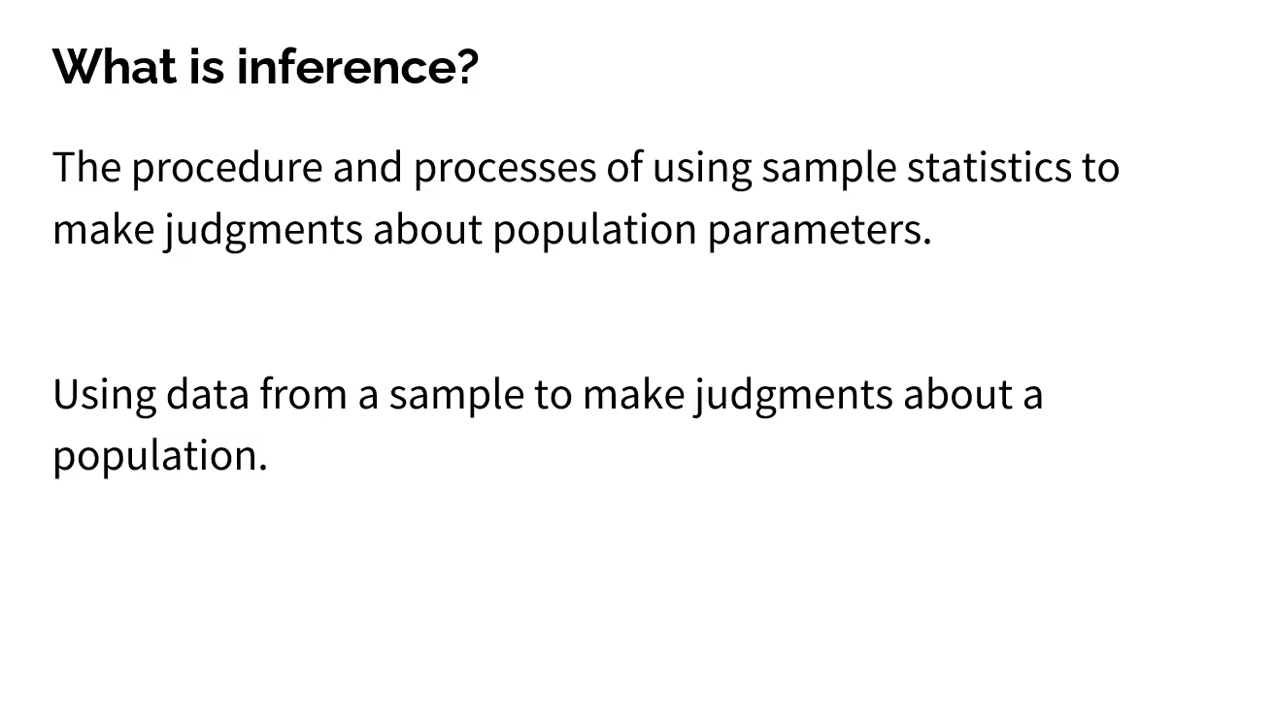 What is inference?
The procedure and processes of using sample statistics to
make judgments about population parameters.
Using data from a sample to make judgments about a
population.